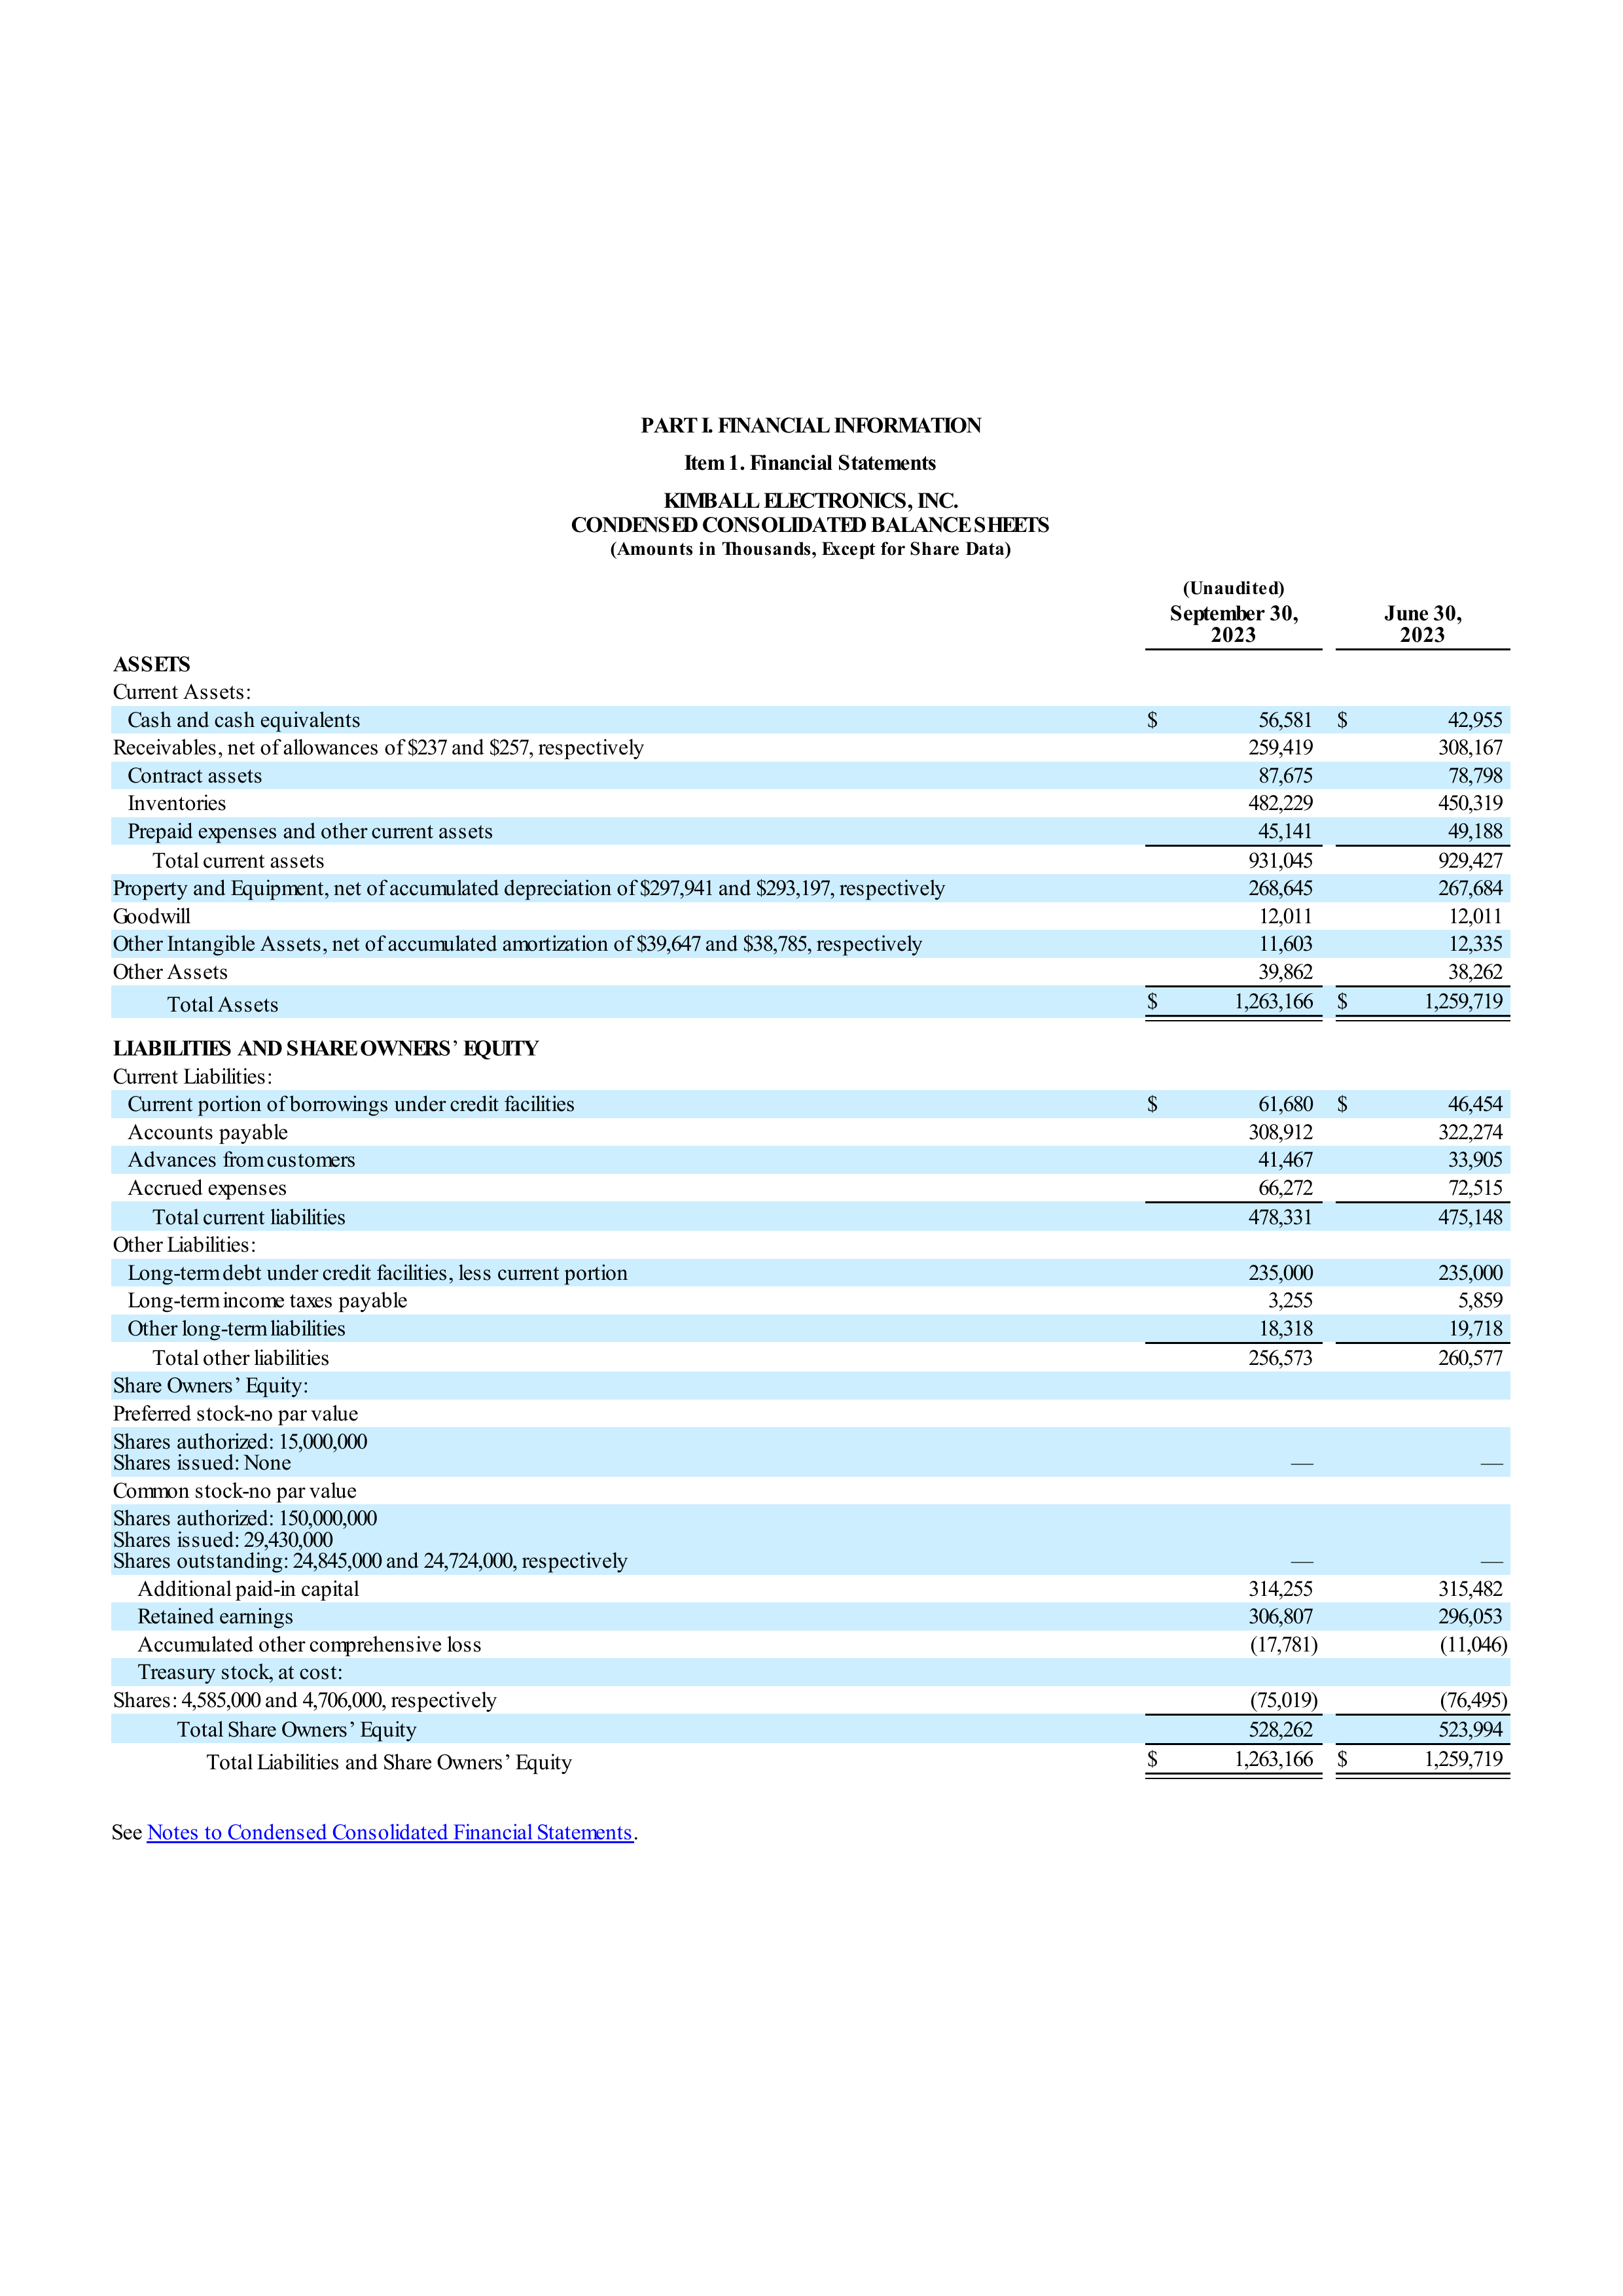 PART I. FINANCIAL INFORMATION
Item 1. Financial Statements
KIMBALL ELECTRONICS, INC.
CONDENSED CONSOLIDATED BALANCE SHEETS
(Amounts in Thousands, Except for Share Data)
(Unaudited)
September 30, 2023 June 30, 2023
ASSETS
Current Assets:
Cash and cash equivalents $ 56,581 $ 42,955
Receivables, net of allowances of $237 and $257, respectively 259,419 308,167
Contract assets 87,675 78,798
Inventories 482,229 450,319
Prepaid expenses and other current assets 45,141 49,188
Total current assets 931,045 929,427
Property and Equipment, net of accumulated depreciation of $297,941 and $293,197, respectively 268,645 267,684
Goodwill 12,011 12,011
Other Intangible Assets, net of accumulated amortization of $39,647 and $38,785, respectively 11,603 12,335
Other Assets 39,862 38,262
Total Assets $ 1,263,166 $ 1,259,719
LIABILITIES AND SHARE OWNERS’ EQUITY
Current Liabilities:
Current portion of borrowings under credit facilities $ 61,680 $ 46,454
Accounts payable 308,912 322,274
Advances from customers 41,467 33,905
Accrued expenses 66,272 72,515
Total current liabilities 478,331 475,148
Other Liabilities:
Long-term debt under credit facilities, less current portion 235,000 235,000
Long-term income taxes payable 3,255 5,859
Other long-term liabilities 18,318 19,718
Total other liabilities 256,573 260,577
Share Owners’ Equity:
Preferred stock-no par value
Shares authorized: 15,000,000
Shares issued: None — —
Common stock-no par value
Shares authorized: 150,000,000
Shares issued: 29,430,000
Shares outstanding: 24,845,000 and 24,724,000, respectively — —
Additional paid-in capital 314,255 315,482
Retained earnings 306,807 296,053
Accumulated other comprehensive loss (17,781) (11,046)
Treasury stock, at cost:
Shares: 4,585,000 and 4,706,000, respectively (75,019) (76,495)
Total Share Owners’ Equity 528,262 523,994
Total Liabilities and Share Owners’ Equity $ 1,263,166 $ 1,259,719
See Notes to Condensed Consolidated Financial Statements.